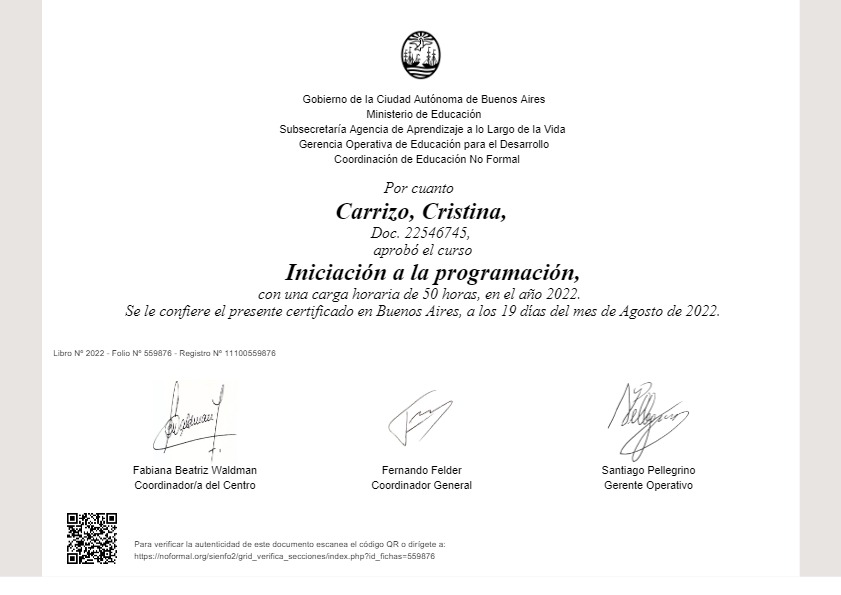 Gobierno de la Ciudad Autónoma de Buenos Aires
Ministerio de Educación
Subsecretaría Agencia de Aprendizaje a lo Largo de la Vida
Gerencia Operativa de Educación para el Desarrollo
Coordinación de Educación No Formal
Por cuanto
Carrizo, Cristina,
Doc. 22546745,
aprobó el curso
Iniciación a la programación,
con una carga horaria de 50 horas, en el año 2022.
Se le confiere el presente certificado en Buenos Aires, a los 19 días del mes de Agosto de 2022.
Libro Nº 2022 - Folio Nº 559876 - Registro Nº 11100559876
Fabiana Beatriz Waldman
Coordinador/a del Centro
Fernando Felder
Coordinador General
Santiago Pellegrino
Gerente Operativo
Para verificar la autenticidad de este documento escanea el código QR o dirígete a:
https://noformal.org/sienfo2/grid_verifica_secciones/index.php?id_fichas=559876